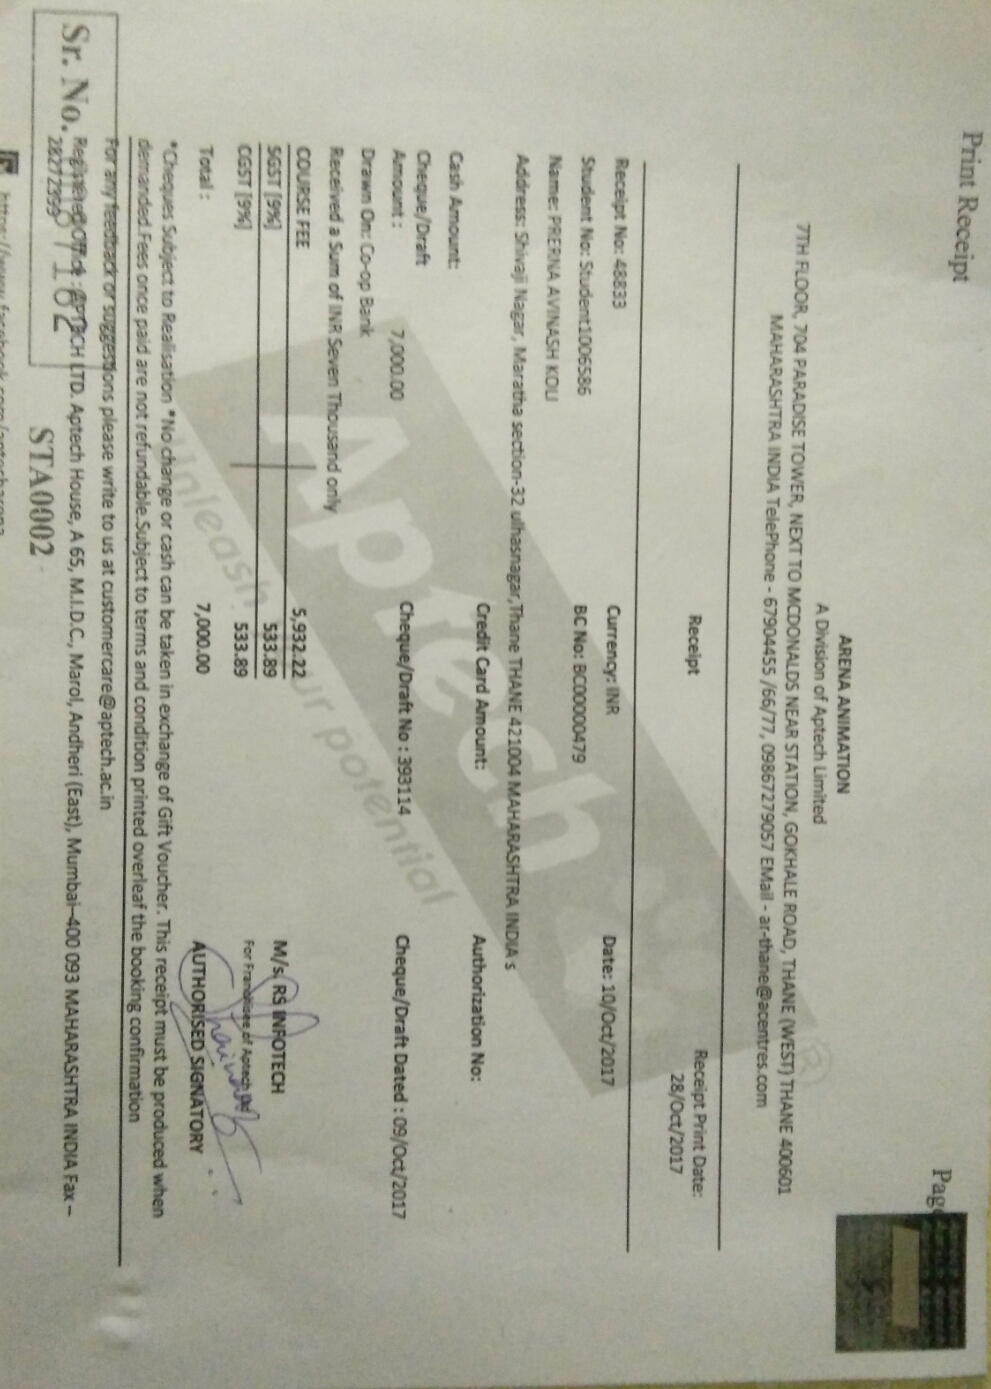 Print Receipt
Pag
ARENA ANIMATION
A Division of Aptech Limited
7TH FLOOR, 704 PARADISE TOWER, NEXT TO MCDONALDS NEAR STATION, GOKHALE ROAD, THANE (WEST) THANE 400601
MAHARASHTRA INDIA TelePhone - 67904455 /66/77, 09867279057 EMail - ar-thane@acentres.com
Receipt
Receipt Print Date:
28/Oct/2017
Receipt No: 48833 Currency: INR Date: 10/Oct/2017
Student No: Student1006586 BC No: BC00000479
Name: PRERNA AVINASH KOLI
Address: Shivaji Nagar, Maratha section-32 ulhasnagar,Thane THANE 421004 MAHARASHTRA INDIA s
Cash Amount: Credit Card Amount: Authorization No:
Cheque/Draft
Amount : 7,000.00 Cheque/Draft No : 393114 Cheque/Draft Dated : 09/Oct/2017
Drawn On: Co-op Bank
Received a Sum of INR Seven Thousand only
COURSE FEE 5,932.22
SGST [9%] 533.89
CGST [9%] 533.89
Total : 7,000.00
M/s. RS INFOTECH
For Franchisee of Aptech Ltd
AUTHORISED SIGNATORY
*Cheques Subject to Realisation *No change or cash can be taken in exchange of Gift Voucher. This receipt must be produced when
demanded.Fees once paid are not refundable.Subject to terms and condition printed overleaf the booking confirmation
For any feedback or suggestions please write to us at customercare@aptech.ac.in
Registered Office : APTECH LTD. Aptech House, A 65, M.I.D.C., Marol, Andheri (East), Mumbai–400 093 MAHARASHTRA INDIA Fax –
28272399
Sr. No.
STA0002
Aptech
Unleash your potential